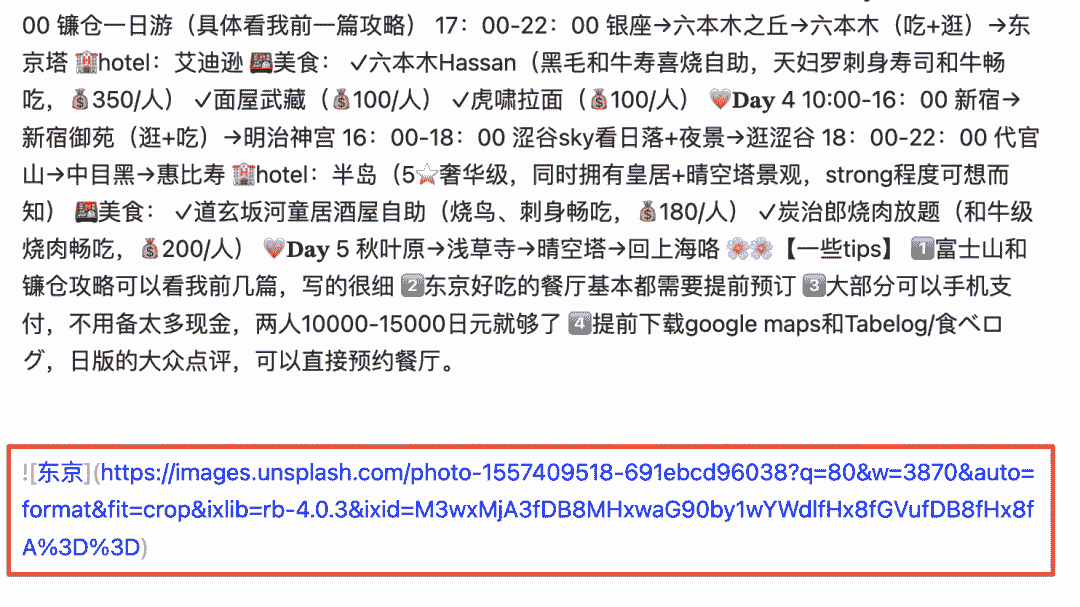 00 镰仓一日游（具体看我前一篇攻略） 17：00-22：00 银座→六本木之丘→六本木（吃+逛）→东
京塔 🏩hotel：艾迪逊 🍱美食： ✓六本木Hassan（黑毛和牛寿喜烧自助，天妇罗刺身寿司和牛畅
吃，💰350/人） ✓面屋武藏（💰100/人） ✓虎啸拉面（💰100/人） 💖Day 4 10:00-16：00 新宿→
新宿御苑（逛+吃）→明治神宫 16：00-18：00 涩谷sky看日落+夜景→逛涩谷 18：00-22：00 代官
山→中目黑→惠比寿 🏩hotel：半岛（5⭐奢华级，同时拥有皇居+晴空塔景观，strong程度可想而
知） 🍱美食： ✓道玄坂河童居酒屋自助（烧鸟、刺身畅吃，💰180/人） ✓炭治郎烧肉放题（和牛级
烧肉畅吃，💰200/人） 💖Day 5 秋叶原→浅草寺→晴空塔→回上海咯 🌸🌸【一些tips】 1️⃣富士山和
镰仓攻略可以看我前几篇，写的很细 2️⃣东京好吃的餐厅基本都需要提前预订 3️⃣大部分可以手机支
付，不用备太多现金，两人10000-15000日元就够了 4️⃣提前下载google maps和Tabelog/食べロ
グ，日版的大众点评，可以直接预约餐厅。
![东京](https://images.unsplash.com/photo-1557409518-691ebcd96038?q=80&w=3870&auto=
format&fit=crop&ixlib=rb-4.0.3&ixid=M3wxMjA3fDB8MHxwaG90by1wYWdlfHx8fGVufDB8fHx8f
A%3D%3D)